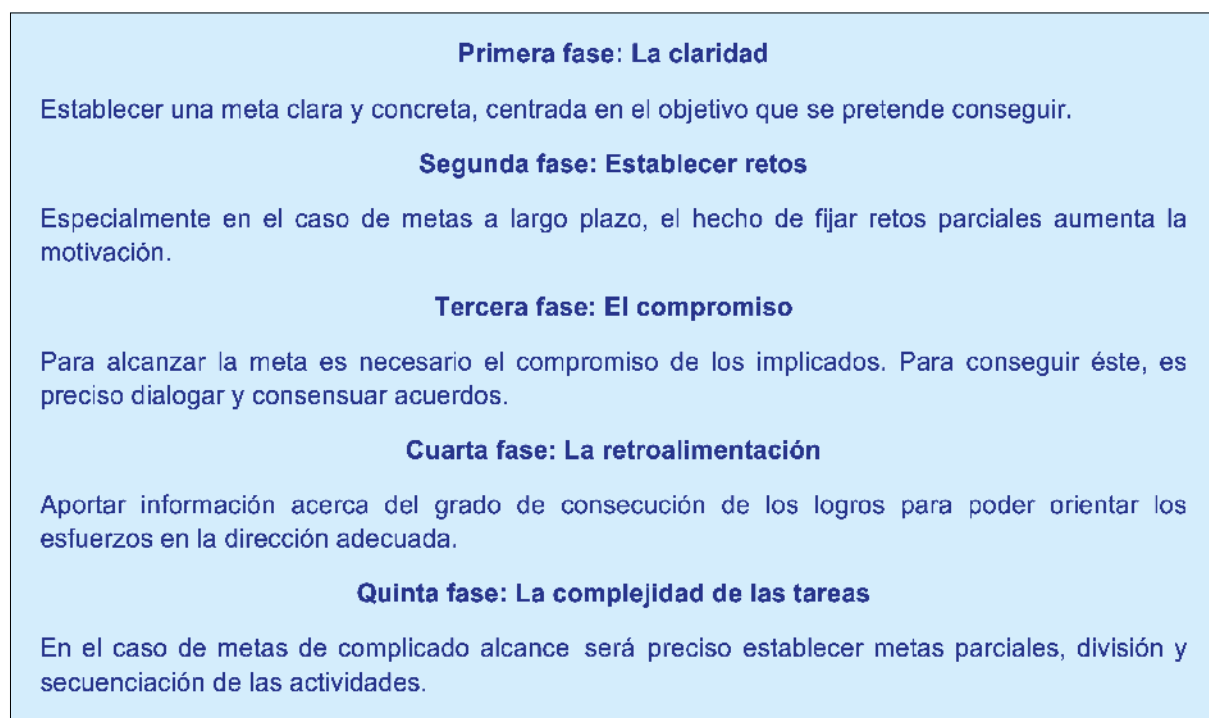 Primera fase: La claridad
Establecer una meta clara y concreta, centrada en el objetivo que se pretende conseguir.
Segunda fase: Establecer retos
Especialmente en el caso de metas a largo plazo, el hecho de fijar retos parciales aumenta la
motivación.
Tercera fase: El compromiso
Para alcanzar la meta es necesario el compromiso de los implicados. Para conseguir éste, es
preciso dialogar y consensuar acuerdos.
Cuarta fase: La retroalimentación
Aportar información acerca del grado de consecución de los logros para poder orientar los
esfuerzos en la dirección adecuada.
Quinta fase: La complejidad de las tareas
En el caso de metas de complicado alcance será preciso establecer metas parciales, división y
secuenciación de las actividades.